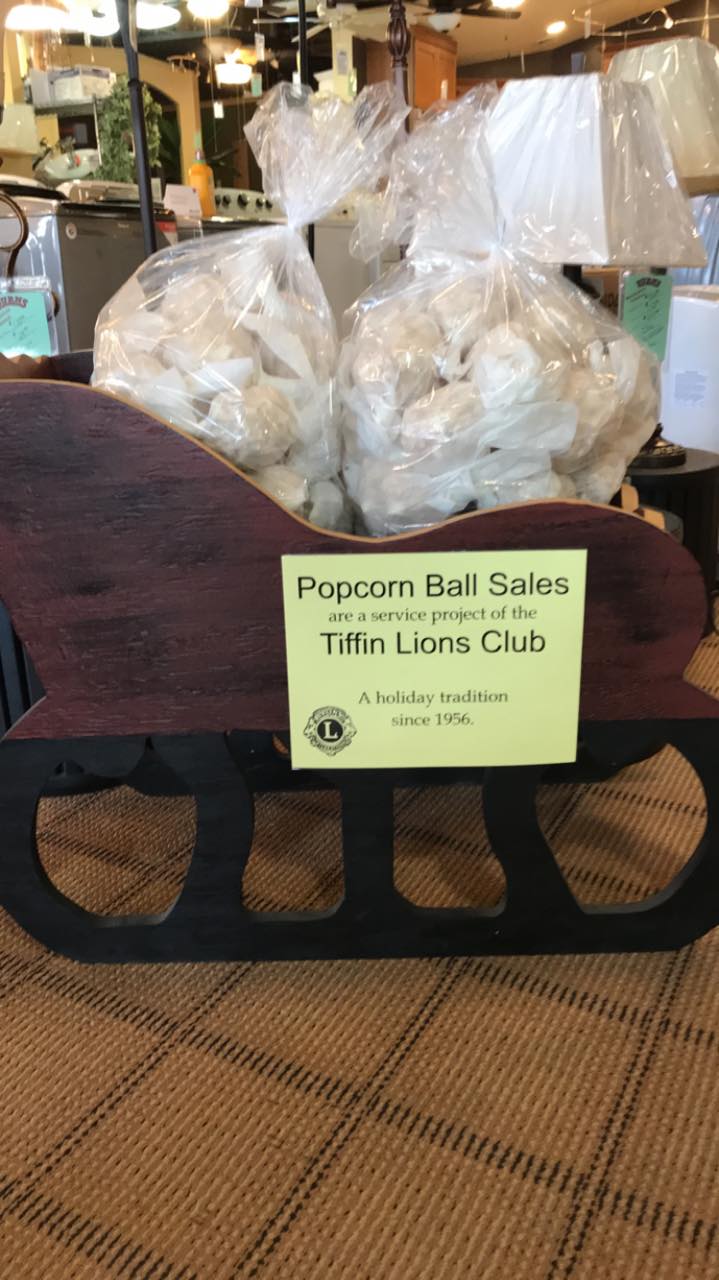 Popcorn Ball Sales
are a service project of the
Tiffin Lions Club
A holiday tradition
since 1956.
L